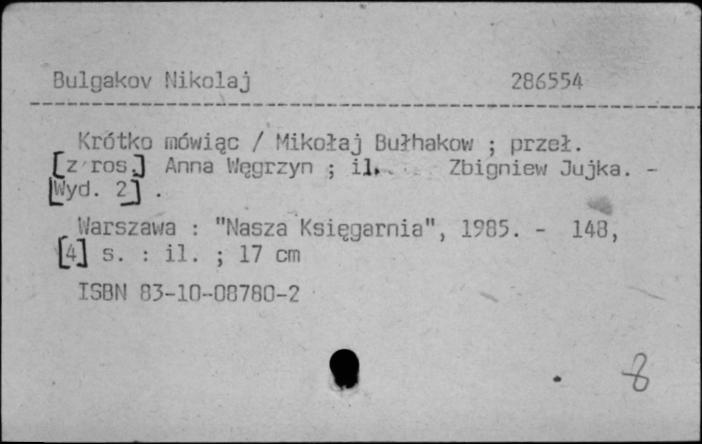 Bulgakov Nikolaj 286554
Krótko mówiąc / Mikołaj Bułhakow ; przeł.
[z ros.] Anna Węgrzyn ; il. Zbigniew Jujka. -
[Wyd. 2] .
Warszawa : "Nasza Księgarnia", 1985. - 148,
[4] s. : il. ; 17 cm
ISBN 83-10-08780-2
8